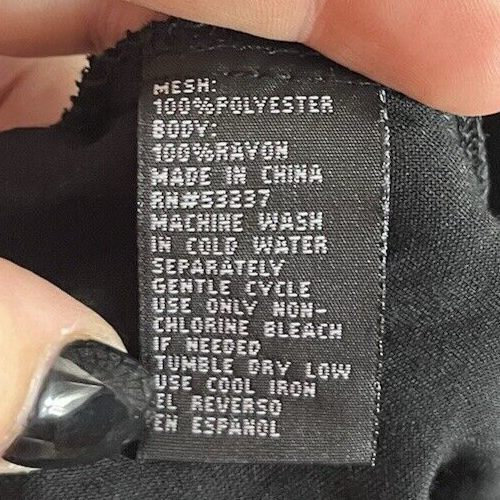 MESH:
100%POLYESTER
BODY:
100%RAYON
MADE IN CHINA
RN#53237
MACHINE WASH
IN COLD WATER
SEPARATELY
GENTLE CYCLE
USE ONLY NON-
CHLORINE BLEACH
IF NEEDED
TUMBLE DRY LOW
USE COOL IRON
EL REVERSO
EN ESPANOL